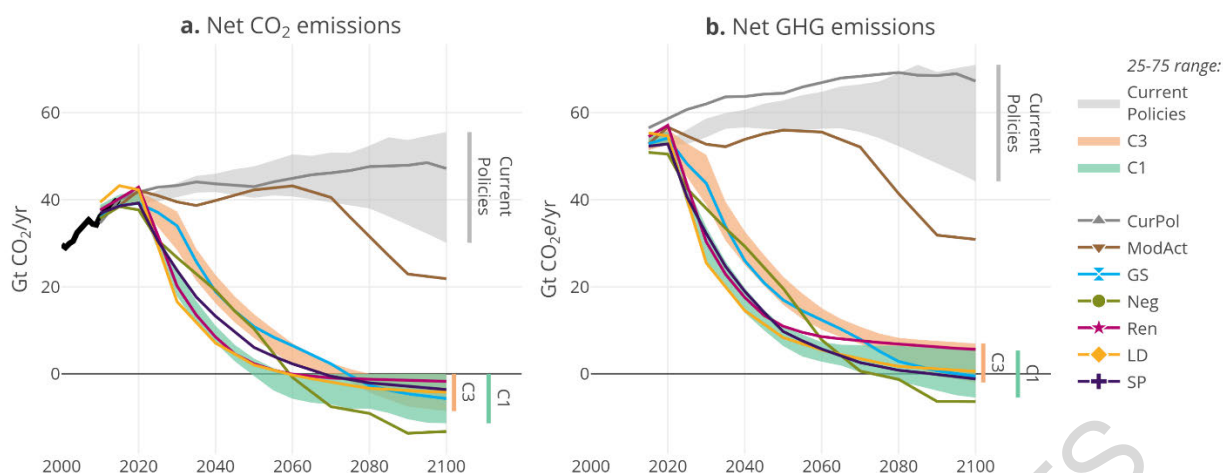 a. Net CO₂ emissions
Gt CO₂/yr
60
40
20
0
2000
2020
2040
2060
2080
2100
Current
Policies
C3
C1
b. Net GHG emissions
Gt CO₂e/yr
60
40
20
0
2000
2020
2040
2060
2080
2100
Current
Policies
C3
C1
25-75 range:
Current
Policies
C3
C1
CurPol
ModAct
GS
Neg
Ren
LD
SP
TS